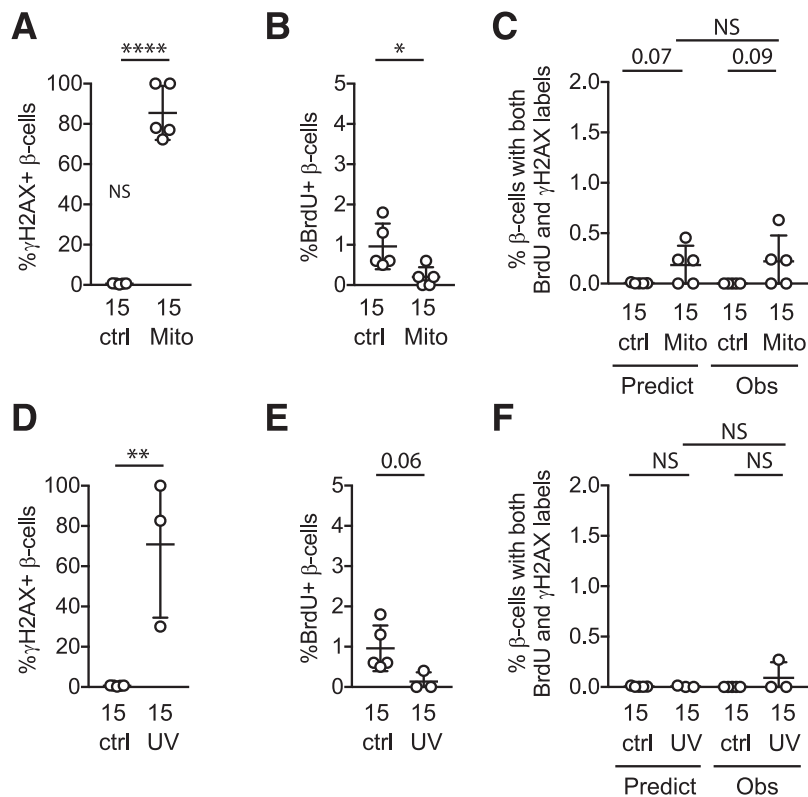 A
****
%γH2AX+ β-cells
100
80
60
40
20
0
NS
15 15
ctrl Mito
B
*
%BrdU+ β-cells
5
4
3
2
1
0
15 15
ctrl Mito
C
NS
0.07 0.09
% β-cells with both
BrdU and γH2AX labels
2.0
1.5
1.0
0.5
0.0
15 15 15 15
ctrl Mito ctrl Mito
Predict Obs
D
**
%γH2AX+ β-cells
100
80
60
40
20
0
15 15
ctrl UV
E
0.06
%BrdU+ β-cells
5
4
3
2
1
0
15 15
ctrl UV
F
NS
NS NS
% β-cells with both
BrdU and γH2AX labels
2.0
1.5
1.0
0.5
0.0
15 15 15 15
ctrl UV ctrl UV
Predict Obs